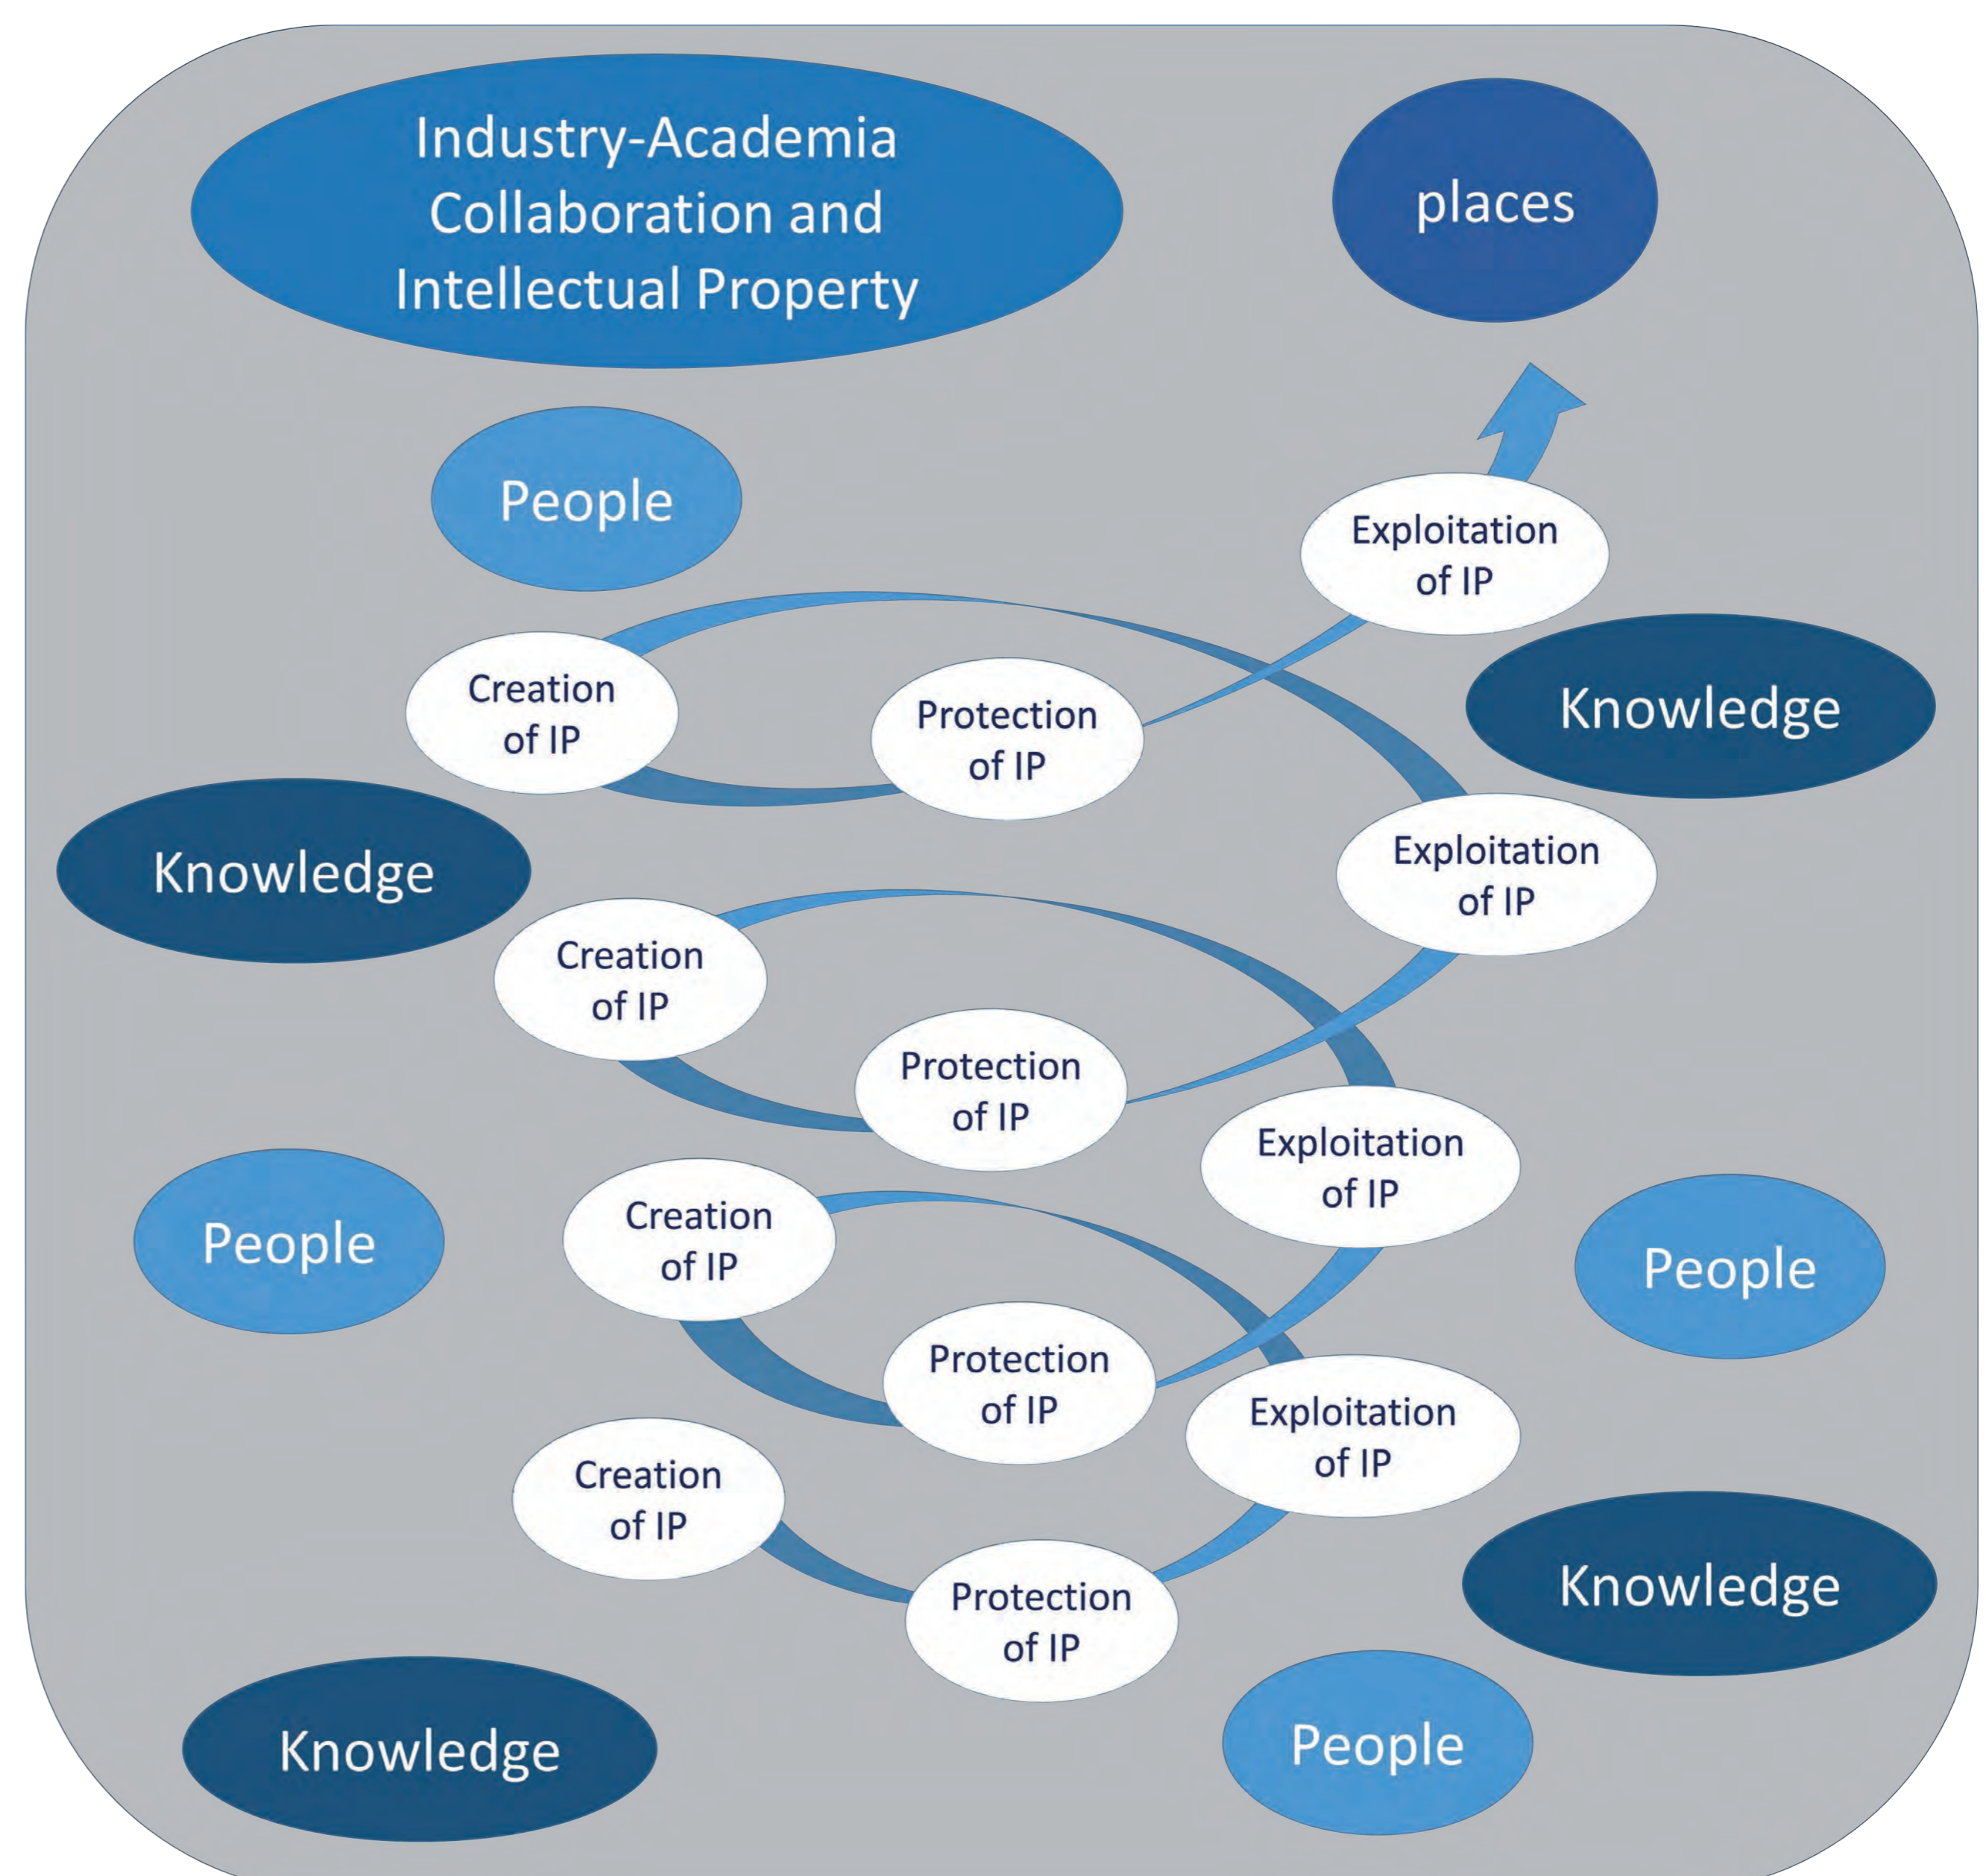 Industry-Academia
Collaboration and
Intellectual Property
places
People
Exploitation
of IP
Creation
of IP
Protection
of IP
Knowledge
Knowledge
Exploitation
of IP
Creation
of IP
Protection
of IP
Exploitation
of IP
People
Creation
of IP
People
Protection
of IP
Exploitation
of IP
Creation
of IP
Protection
of IP
Knowledge
Knowledge
People